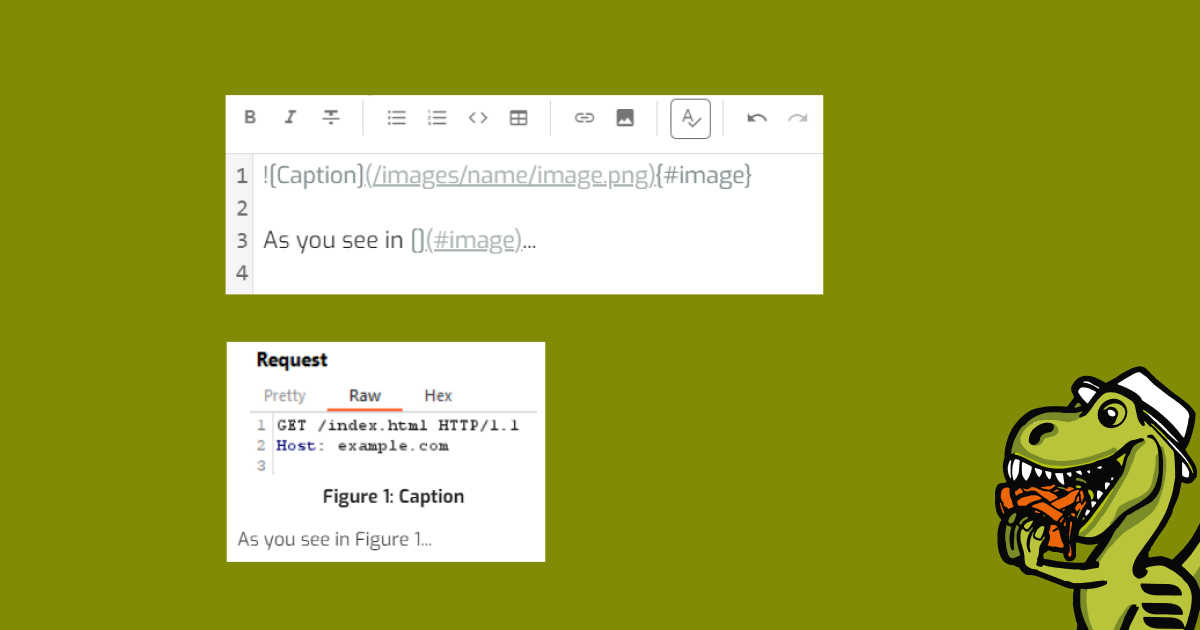 1 ![Caption](/images/name/image.png){#image}
2
3 As you see in [](#image)...
4
Request
Pretty Raw Hex
1 GET /index.html HTTP/1.1
2 Host: example.com
3
Figure 1: Caption
As you see in Figure 1...